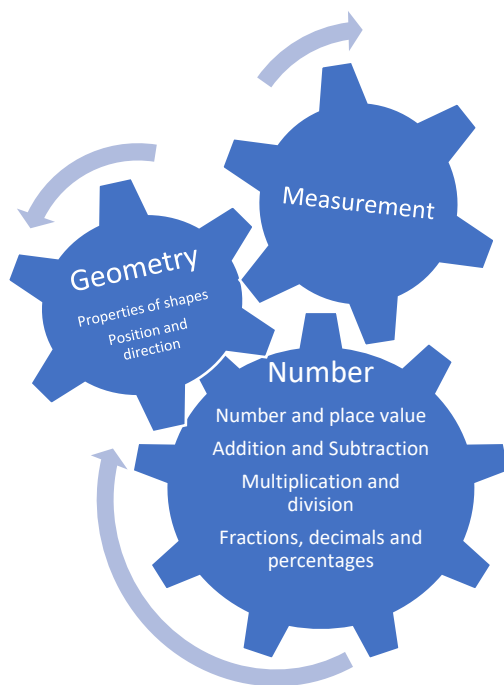 Measurement
Geometry
Properties of shapes
Position and
direction
Number
Number and place value
Addition and Subtraction
Multiplication and
division
Fractions, decimals and
percentages